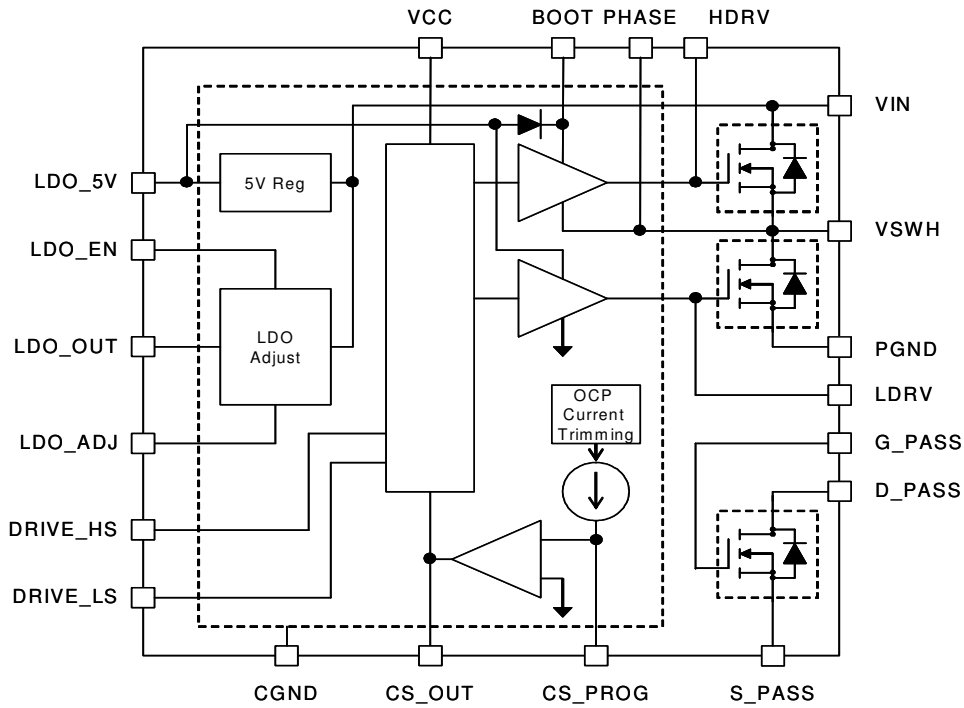 VCC
BOOT PHASE
HDRV
VIN
LDO_5V
5V Reg
LDO_EN
VSWH
LDO_OUT
LDO
Adjust
PGND
LDRV
OCP
Current
Trimming
LDO_ADJ
G_PASS
D_PASS
DRIVE_HS
DRIVE_LS
CGND
CS_OUT
CS_PROG
S_PASS